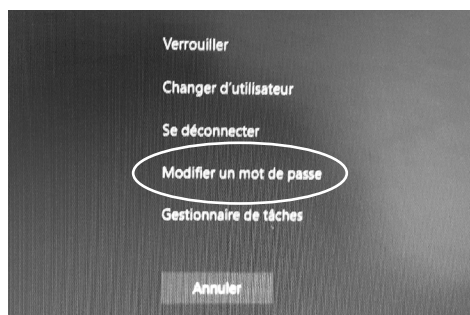 Verrouiller
Changer d'utilisateur
Se déconnecter
Modifier un mot de passe
Gestionnaire de tâches
Annuler